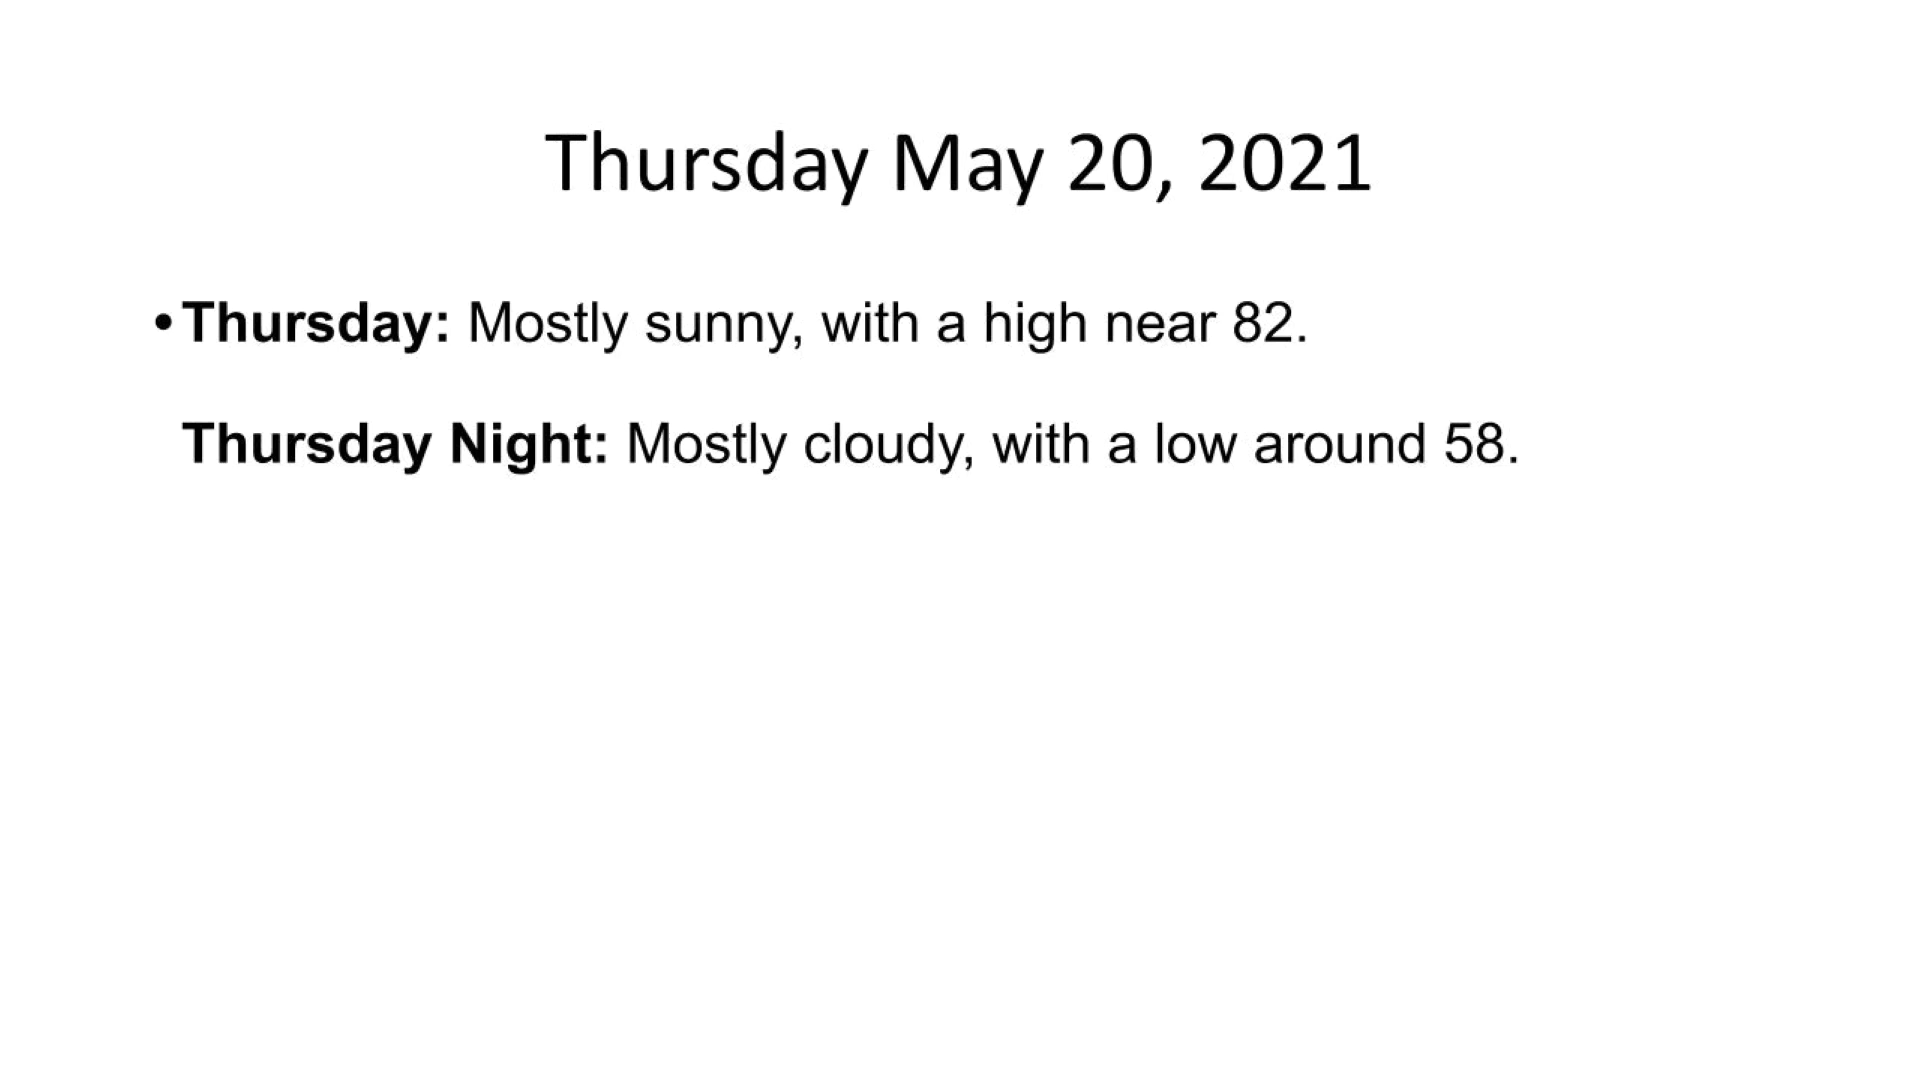 Thursday May 20, 2021
• Thursday: Mostly sunny, with a high near 82.
Thursday Night: Mostly cloudy, with a low around 58.